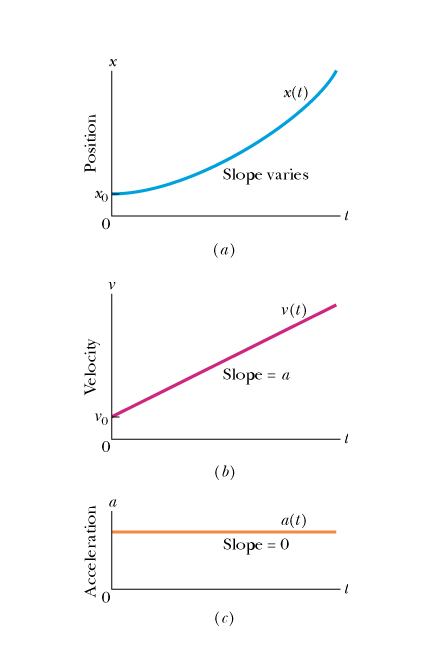 x
x(t)
Position
Slope varies
x0
0
t
(a)
v
v(t)
Velocity
Slope = a
v0
0
t
(b)
a
a(t)
Acceleration
Slope = 0
0
t
(c)